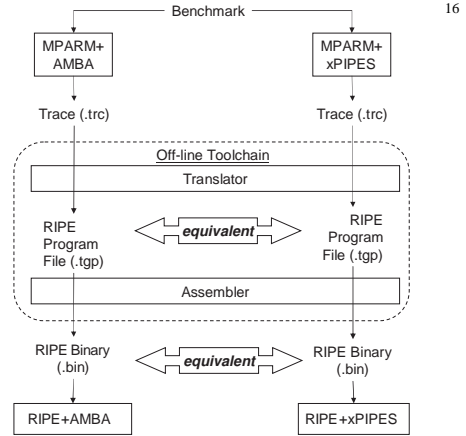 16
Benchmark
MPARM+
AMBA
MPARM+
xPIPES
Trace (.trc)
Trace (.trc)
Off-line Toolchain
Translator
RIPE
Program
File (.tgp)
equivalent
RIPE
Program
File (.tgp)
Assembler
RIPE Binary
(.bin)
equivalent
RIPE Binary
(.bin)
RIPE+AMBA
RIPE+xPIPES